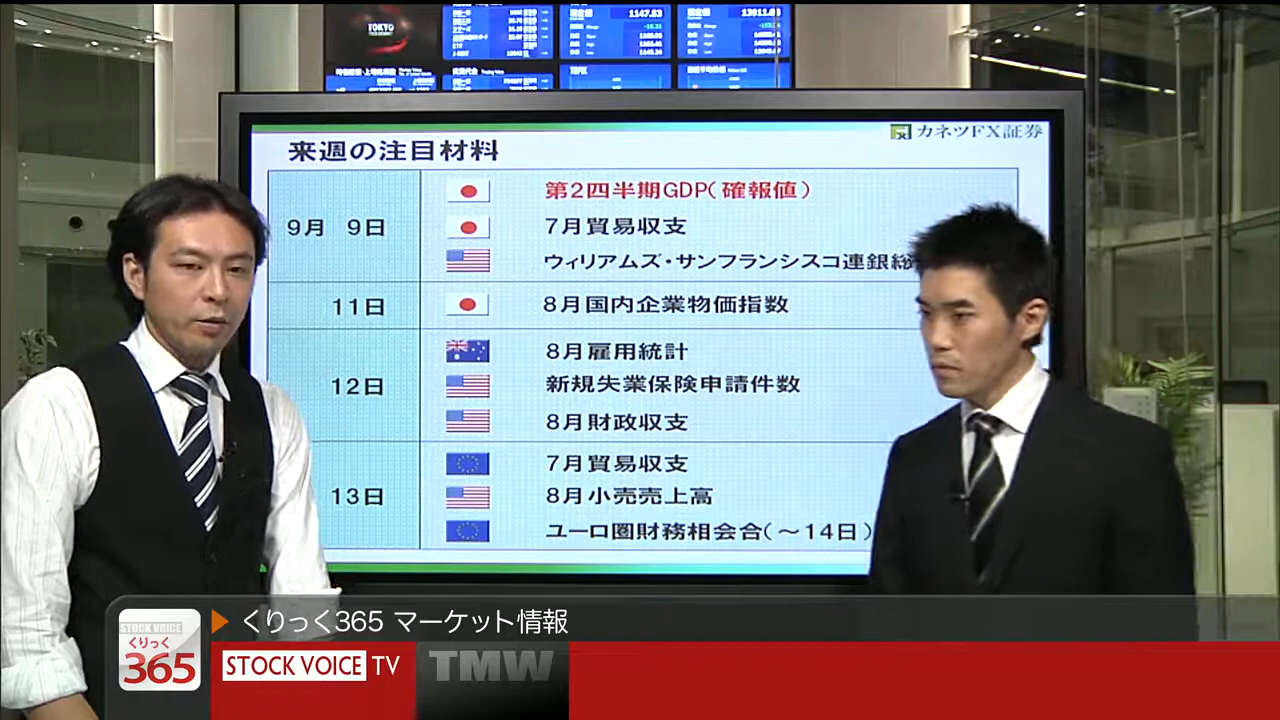 TOKYO
1147.53
13911.03
TOPIX
カネツFX証券
来週の注目材料
9月 9日
第2四半期GDP(確報値)
7月貿易収支
ウィリアムズ・サンフランシスコ連銀総
11日
8月国内企業物価指数
12日
8月雇用統計
新規失業保険申請件数
8月財政収支
13日
7月貿易収支
8月小売売上高
ユーロ圏財務相会合(~14日)
STOCK VOICE
くりっく
365
くりっく365 マーケット情報
STOCK VOICE TV
TMW